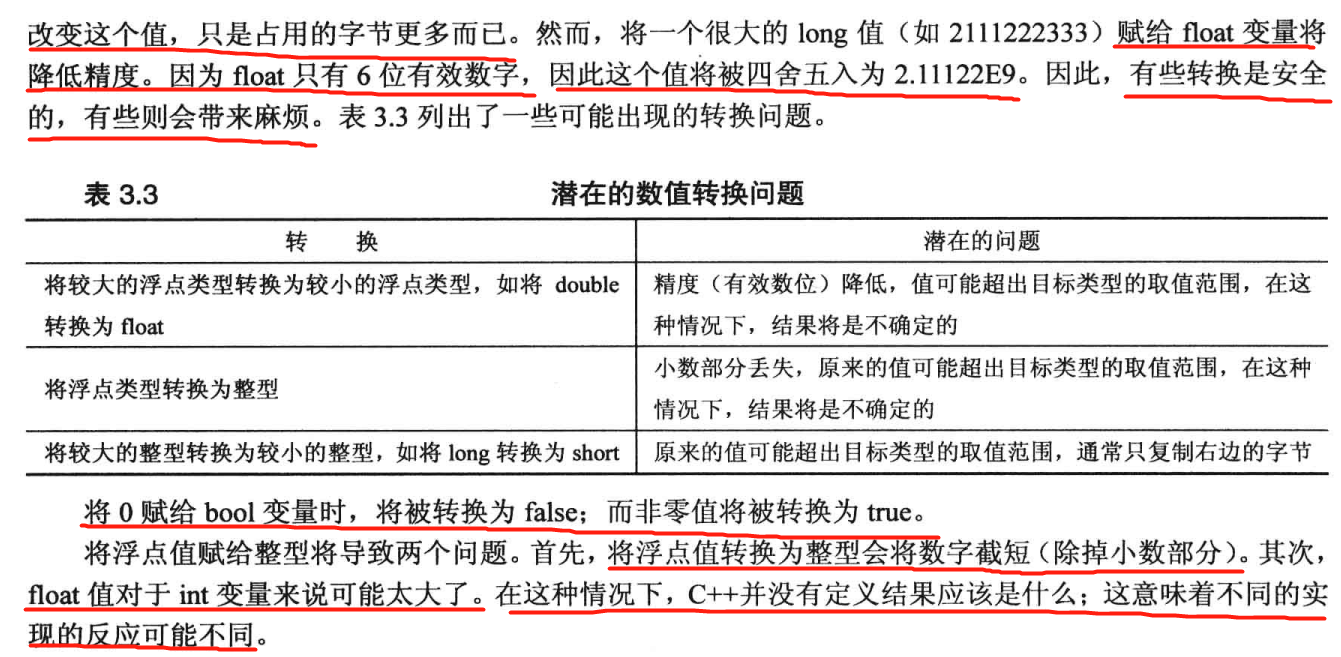 改变这个值，只是占用的字节更多而已。然而，将一个很大的 long 值（如 2111222333）赋给 float 变量将
降低精度。因为 float 只有 6 位有效数字，因此这个值将被四舍五入为 2.11122E9。因此，有些转换是安全
的，有些则会带来麻烦。表 3.3 列出了一些可能出现的转换问题。
表 3.3 潜在的数值转换问题
转 换 潜在的问题
将较大的浮点类型转换为较小的浮点类型，如将 double 精度（有效数位）降低，值可能超出目标类型的取值范围，在这
转换为 float 种情况下，结果将是不确定的
将浮点类型转换为整型 小数部分丢失，原来的值可能超出目标类型的取值范围，在这种
情况下，结果将是不确定的
将较大的整型转换为较小的整型，如将 long 转换为 short 原来的值可能超出目标类型的取值范围，通常只复制右边的字节
将 0 赋给 bool 变量时，将被转换为 false；而非零值将被转换为 true。
将浮点值赋给整型将导致两个问题。首先，将浮点值转换为整型会将数字截短（除掉小数部分）。其次，
float 值对于 int 变量来说可能太大了。在这种情况下，C++并没有定义结果应该是什么；这意味着不同的实
现的反应可能不同。